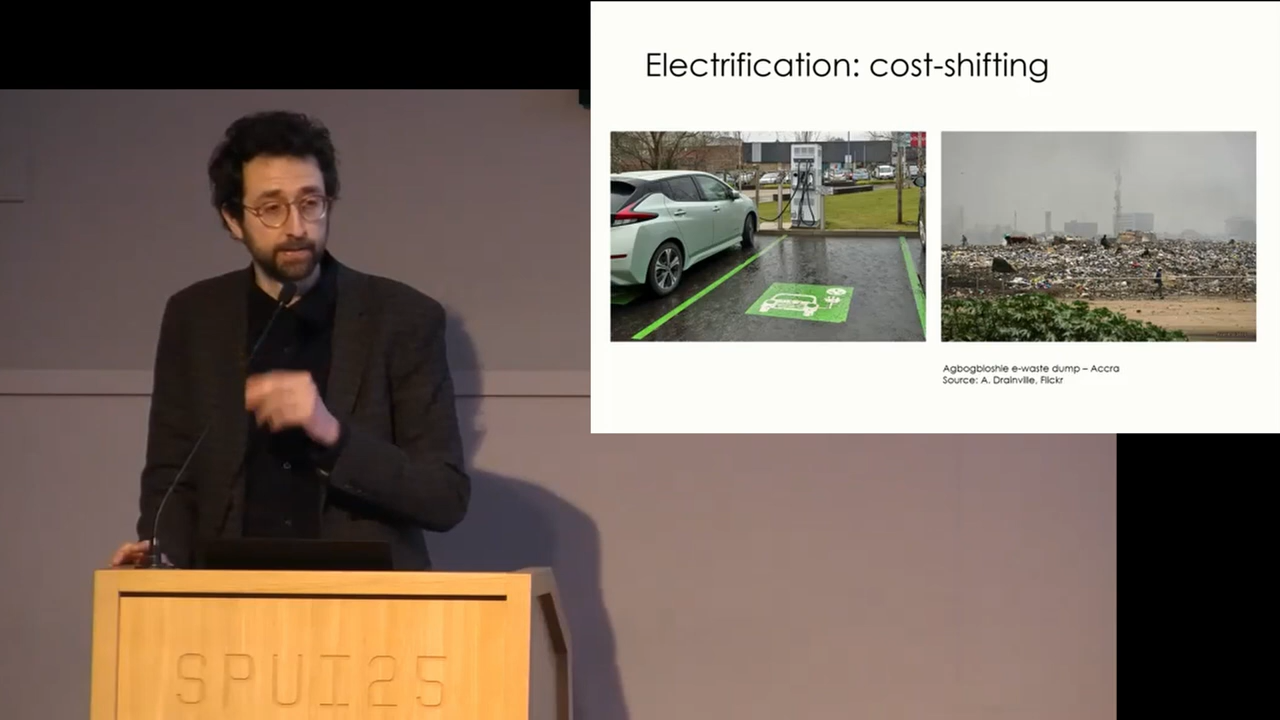 Electrification: cost-shifting
Agbogbloshie e-waste dump – Accra
Source: A. Drainville, Flickr
SPUI25